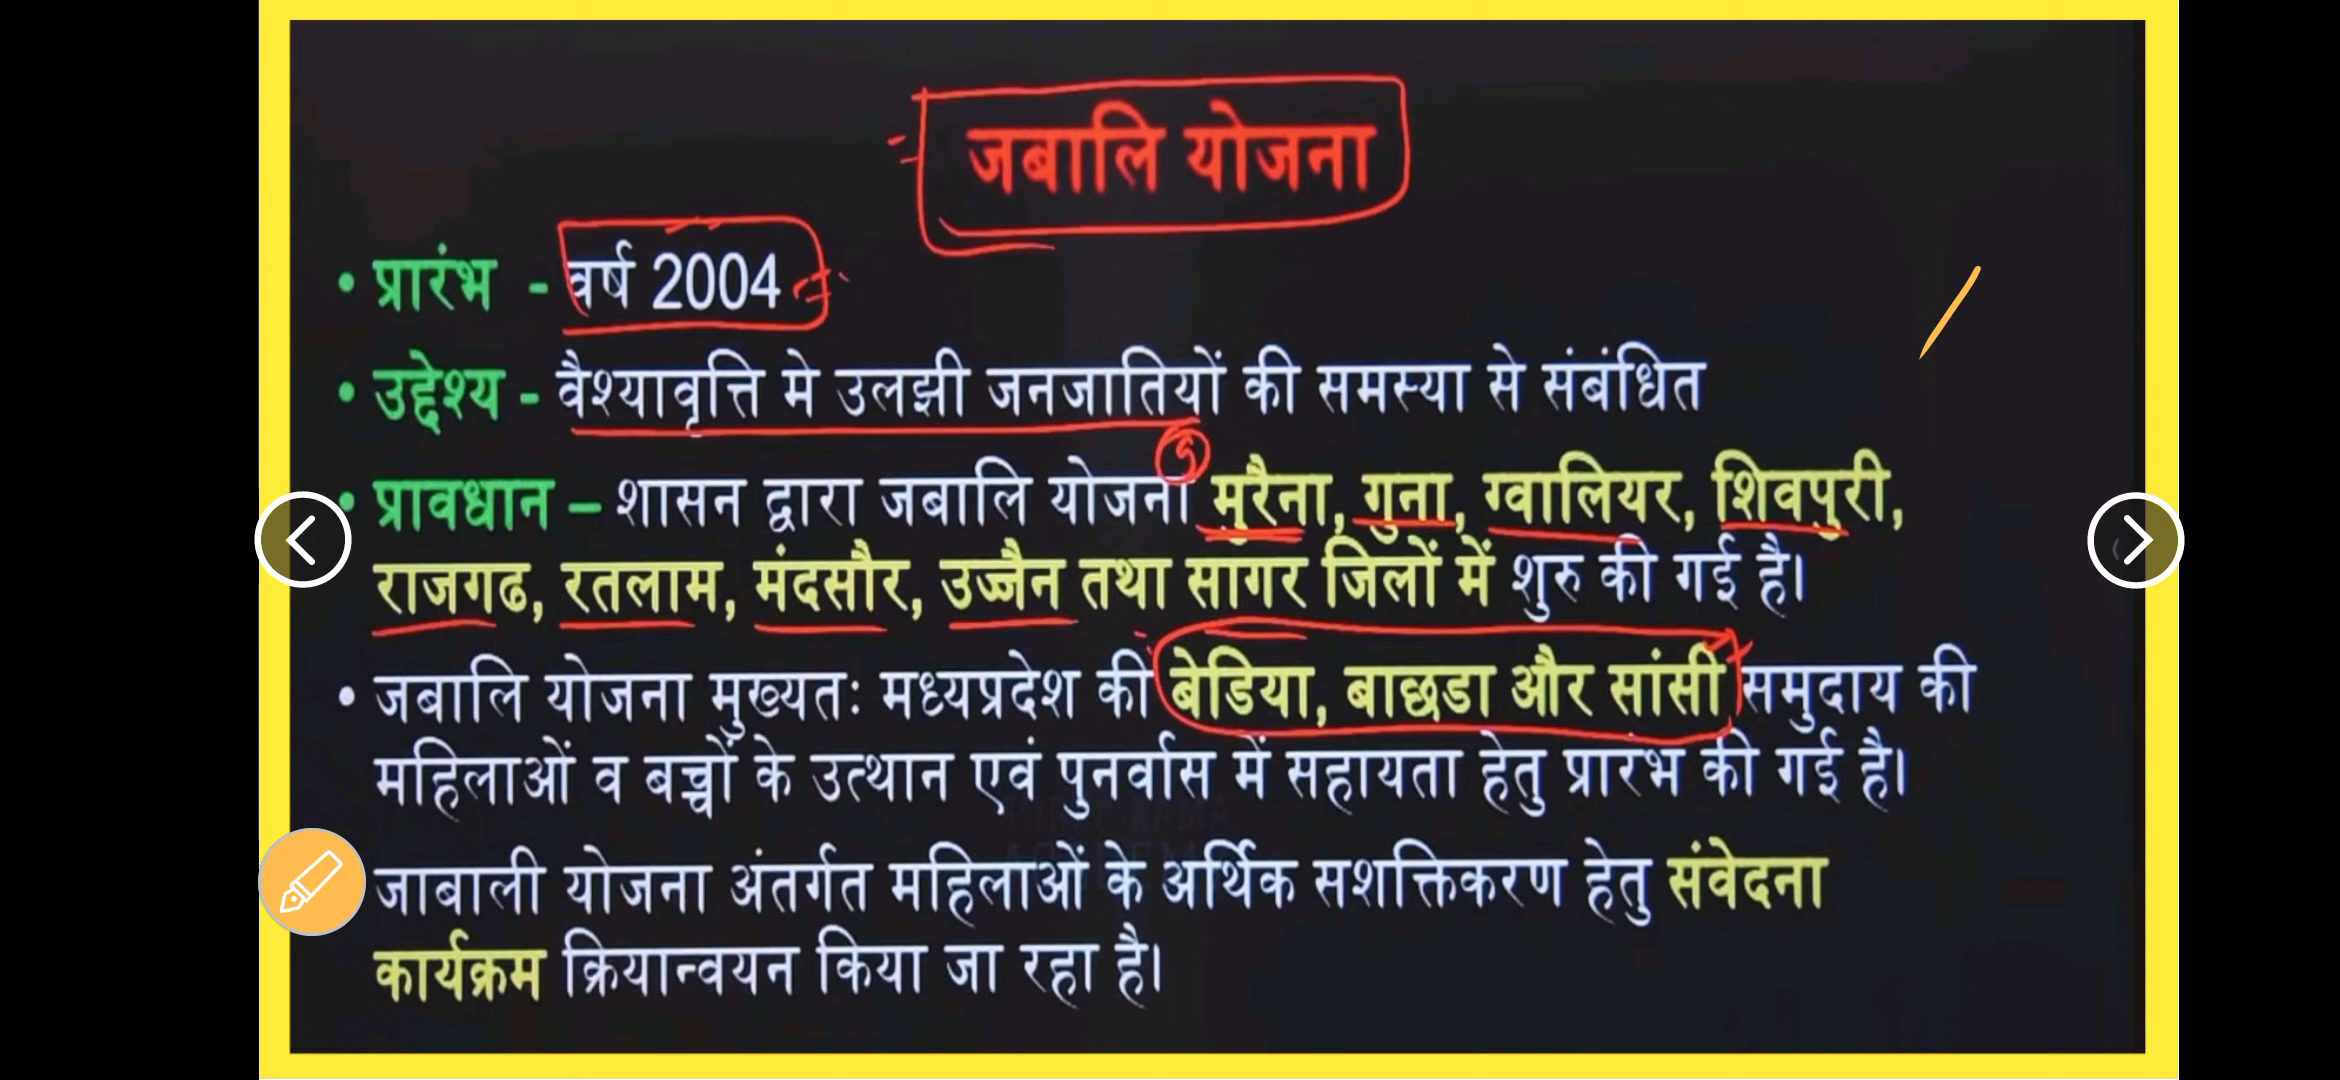 जबालि योजना
• प्रारंभ - वर्ष 2004
• उद्देश्य - वैश्यावृत्ति मे उलझी जनजातियों की समस्या से संबंधित
• प्रावधान – शासन द्वारा जबालि योजना मुरैना, गुना, ग्वालियर, शिवपुरी,
राजगढ, रतलाम, मंदसौर, उज्जैन तथा सागर जिलों में शुरु की गई है।
• जबालि योजना मुख्यतः मध्यप्रदेश की बेडिया, बाछडा और सांसी समुदाय की
महिलाओं व बच्चों के उत्थान एवं पुनर्वास में सहायता हेतु प्रारंभ की गई है।
जाबाली योजना अंतर्गत महिलाओं के अर्थिक सशक्तिकरण हेतु संवेदना
कार्यक्रम क्रियान्वयन किया जा रहा है।